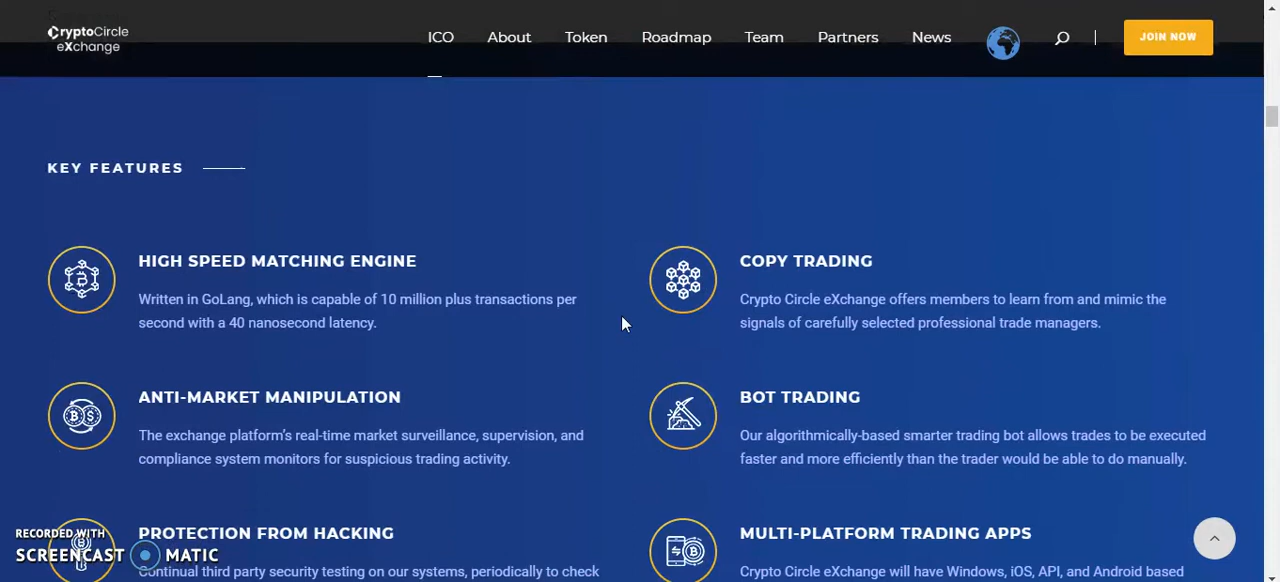 CryptoCircle
eXchange
ICO About Token Roadmap Team Partners News JOIN NOW
KEY FEATURES
HIGH SPEED MATCHING ENGINE
Written in GoLang, which is capable of 10 million plus transactions per
second with a 40 nanosecond latency.
COPY TRADING
Crypto Circle eXchange offers members to learn from and mimic the
signals of carefully selected professional trade managers.
ANTI-MARKET MANIPULATION
The exchange platform’s real-time market surveillance, supervision, and
compliance system monitors for suspicious trading activity.
BOT TRADING
Our algorithmically-based smarter trading bot allows trades to be executed
faster and more efficiently than the trader would be able to do manually.
PROTECTION FROM HACKING
Continual third party security testing on our systems, periodically to check
MULTI-PLATFORM TRADING APPS
Crypto Circle eXchange will have Windows, iOS, API, and Android based
RECORDED WITH
SCREENCAST MATIC